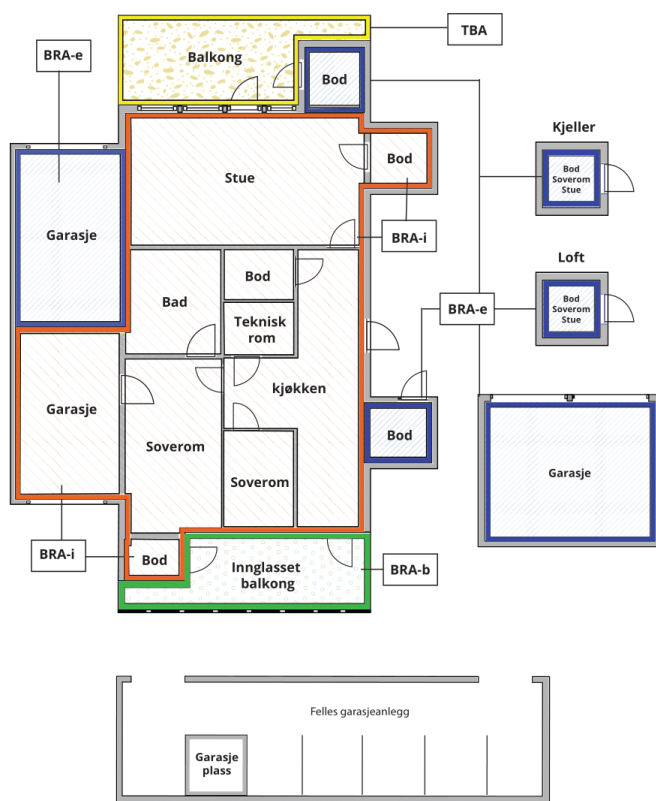 TBA
BRA-e
Balkong
Bod
Kjeller
Bod
Soverom
Stue
Bod
Stue
Garasje
BRA-i
Loft
Bod
Bod
Soverom
Stue
Bad
BRA-e
Teknisk
rom
kjøkken
Garasje
Bod
Soverom
Garasje
Soverom
BRA-i
Bod
Innglasset
balkong
BRA-b
Felles garasjeanlegg
Garasje
plass